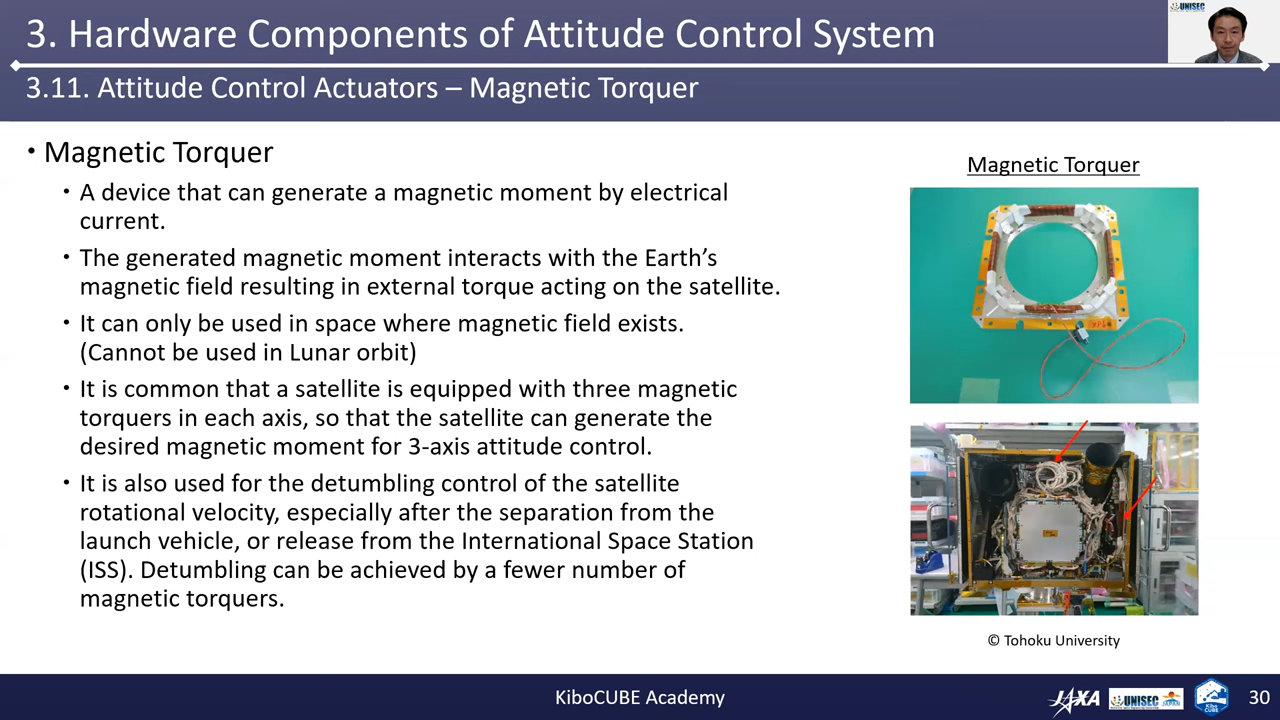 3. Hardware Components of Attitude Control System
UNISEC
3.11. Attitude Control Actuators – Magnetic Torquer
• Magnetic Torquer
• A device that can generate a magnetic moment by electrical
current.
• The generated magnetic moment interacts with the Earth’s
magnetic field resulting in external torque acting on the satellite.
• It can only be used in space where magnetic field exists.
(Cannot be used in Lunar orbit)
• It is common that a satellite is equipped with three magnetic
torquers in each axis, so that the satellite can generate the
desired magnetic moment for 3-axis attitude control.
• It is also used for the detumbling control of the satellite
rotational velocity, especially after the separation from the
launch vehicle, or release from the International Space Station
(ISS). Detumbling can be achieved by a fewer number of
magnetic torquers.
Magnetic Torquer
© Tohoku University
KiboCUBE Academy
JAXA
UNISEC
JAPAN
Kibo
CUBE
30